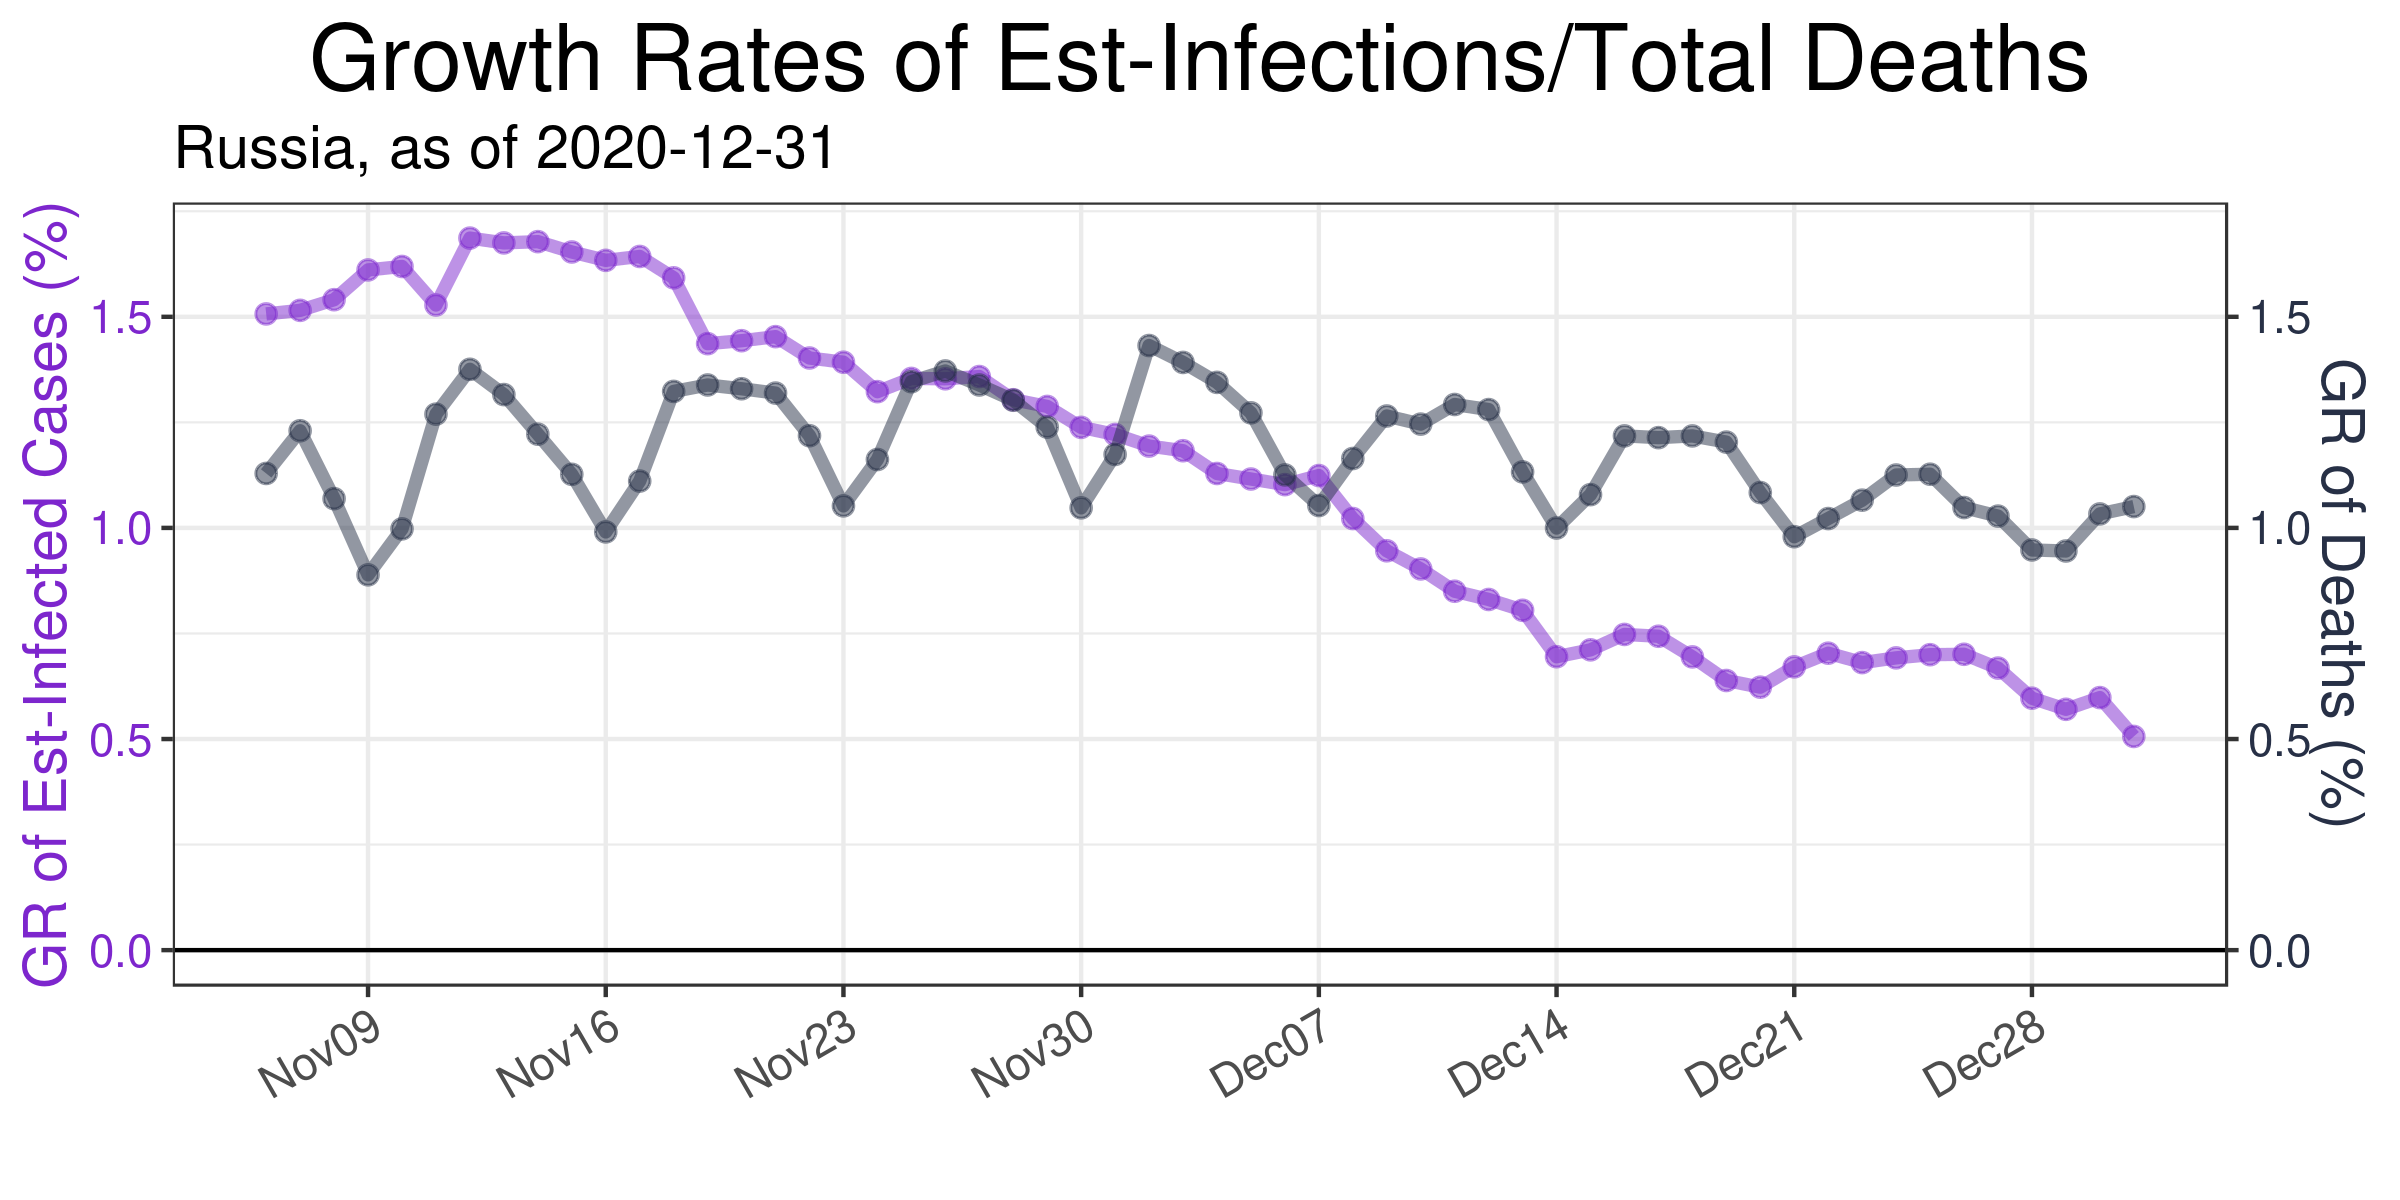 Growth Rates of Est-Infections/Total Deaths
Russia, as of 2020-12-31
GR of Est-Infected Cases (%)
1.5
1.0
0.5
0.0
1.5
1.0
0.5
0.0
GR of Deaths (%)
Nov09
Nov16
Nov23
Nov30
Dec07
Dec14
Dec21
Dec28